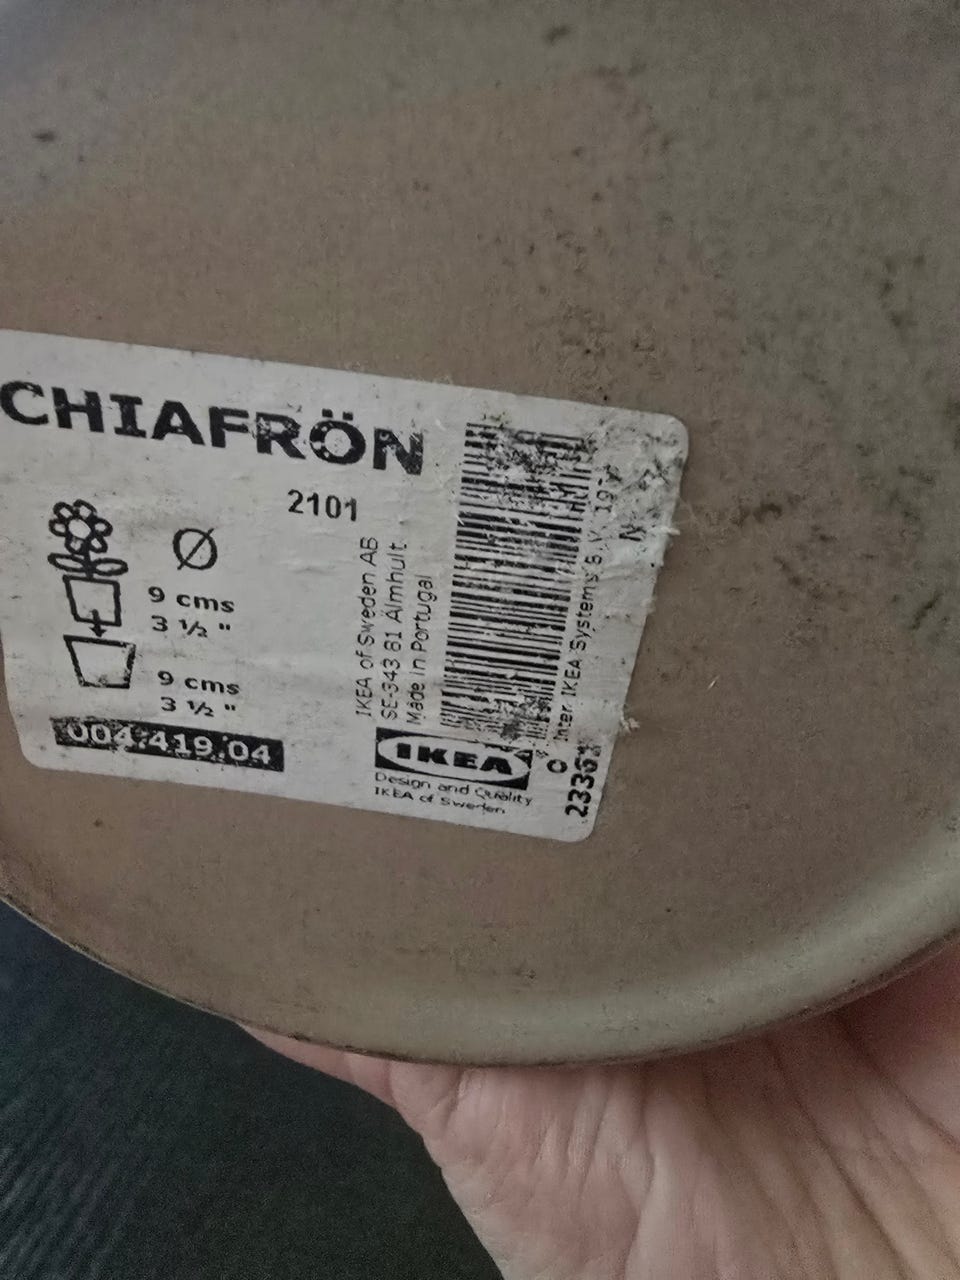 CHIAFRÖN
2101
Ø
9 cms
3 ½ "
9 cms
3 ½ "
004.419.04
IKEA of Sweden AB
SE-343 81 Älmhult
Made in Portugal
IKEA
Design and Quality
IKEA of Sweden
Inter IKEA Systems B.V.